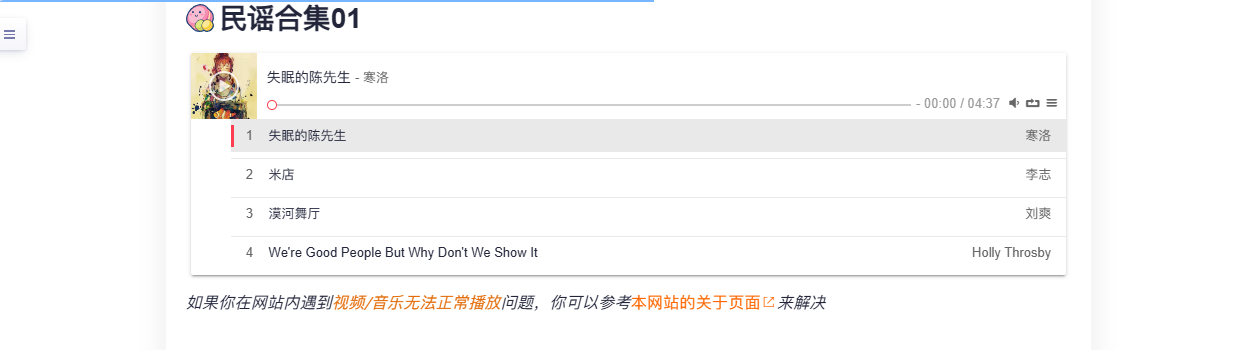 民谣合集01
失眠的陈先生 - 寒洛
- 00:00 / 04:37
1 失眠的陈先生 寒洛
2 米店 李志
3 漠河舞厅 刘爽
4 We're Good People But Why Don't We Show It Holly Throsby
如果你在网站内遇到视频/音乐无法正常播放问题，你可以参考本网站的关于页面来解决